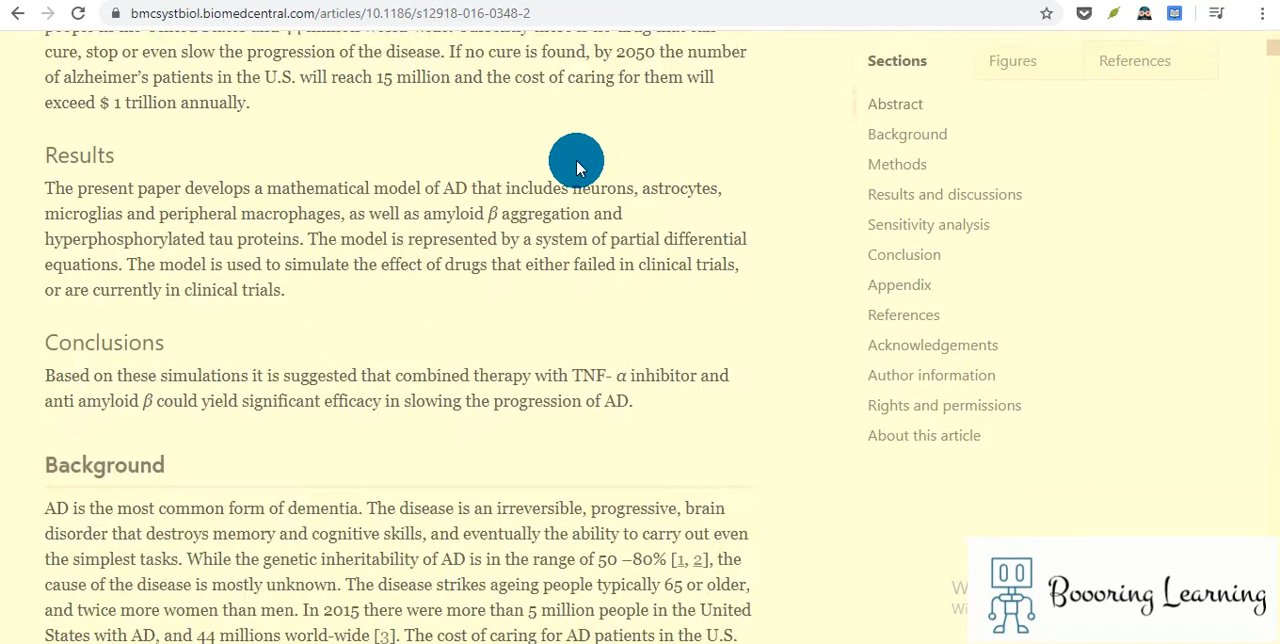 bmcsystbiol.biomedcentral.com/articles/10.1186/s12918-016-0348-2
cure, stop or even slow the progression of the disease. If no cure is found, by 2050 the number
of alzheimer's patients in the U.S. will reach 15 million and the cost of caring for them will
exceed $ 1 trillion annually.
Results
The present paper develops a mathematical model of AD that includes neurons, astrocytes,
microglias and peripheral macrophages, as well as amyloid β aggregation and
hyperphosphorylated tau proteins. The model is represented by a system of partial differential
equations. The model is used to simulate the effect of drugs that either failed in clinical trials,
or are currently in clinical trials.
Conclusions
Based on these simulations it is suggested that combined therapy with TNF- α inhibitor and
anti amyloid β could yield significant efficacy in slowing the progression of AD.
Background
AD is the most common form of dementia. The disease is an irreversible, progressive, brain
disorder that destroys memory and cognitive skills, and eventually the ability to carry out even
the simplest tasks. While the genetic inheritability of AD is in the range of 50 –80% [1, 2], the
cause of the disease is mostly unknown. The disease strikes ageing people typically 65 or older,
and twice more women than men. In 2015 there were more than 5 million people in the United
States with AD, and 44 millions world-wide [3]. The cost of caring for AD patients in the U.S.
Sections
Figures
References
Abstract
Background
Methods
Results and discussions
Sensitivity analysis
Conclusion
Appendix
References
Acknowledgements
Author information
Rights and permissions
About this article
Boooring Learning